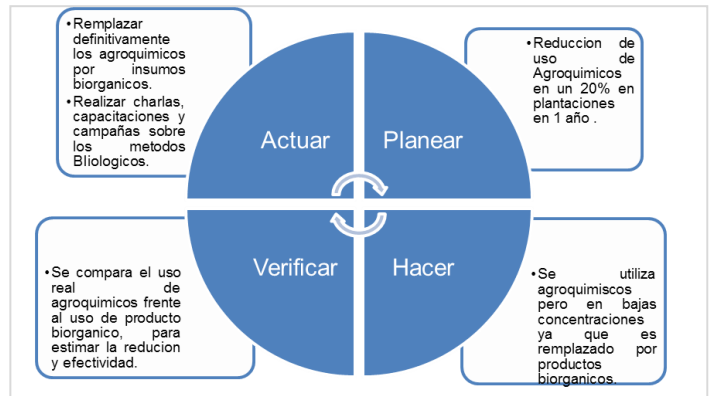 •Remplazar
definitivamente
los agroquimicos
por insumos
biorganicos.
•Realizar charlas,
capacitaciones y
campañas sobre
los metodos
BIiologicos.
Actuar
Planear
•Reduccion de
uso de
Agroquimicos
en un 20% en
plantaciones
en 1 año .
•Se compara el uso
real de
agroquimicos frente
al uso de producto
biorganico, para
estimar la reducion
y efectividad.
Verificar
Hacer
•Se utiliza
agroquimiscos
pero en bajas
concentraciones
ya que es
remplazado por
productos
biorganicos.